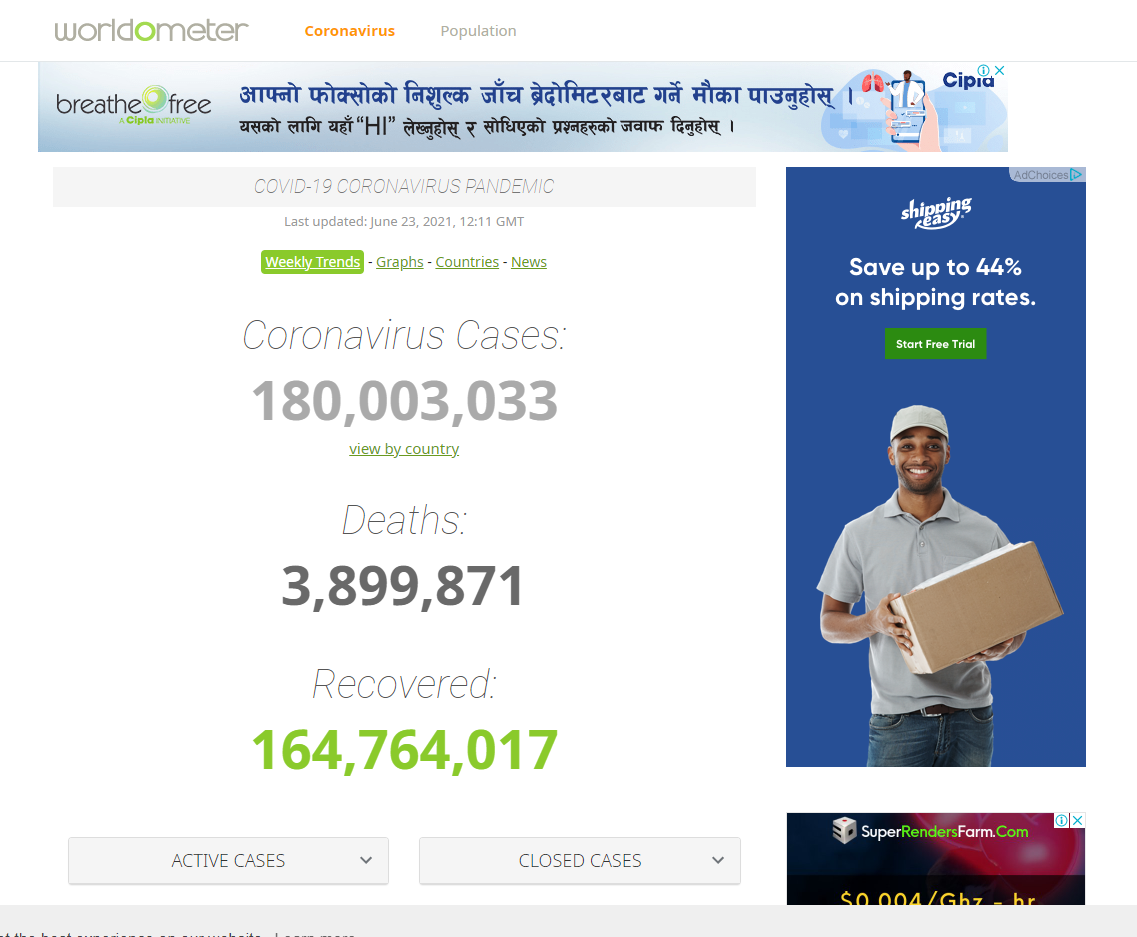 worldometer
Coronavirus
Population
breathe free
A Cipla INITIATIVE
आफ्नो फोक्सोको निशुल्क जाँच ब्रेदोमिटरबाट गर्ने मौका पाउनुहोस् ।
यसको लागि यहाँ “HI” लेख्नुहोस् र सोधिएको प्रश्नहरुको जवाफ दिनुहोस् ।
Cipla
COVID-19 CORONAVIRUS PANDEMIC
Last updated: June 23, 2021, 12:11 GMT
Weekly Trends - Graphs - Countries - News
Coronavirus Cases:
180,003,033
view by country
Deaths:
3,899,871
Recovered:
164,764,017
ACTIVE CASES
CLOSED CASES
AdChoices
shipping
easy
Save up to 44%
on shipping rates.
Start Free Trial
SuperRendersFarm.Com
$0.004/Ghz - hr
the best experience on our website. Learn more